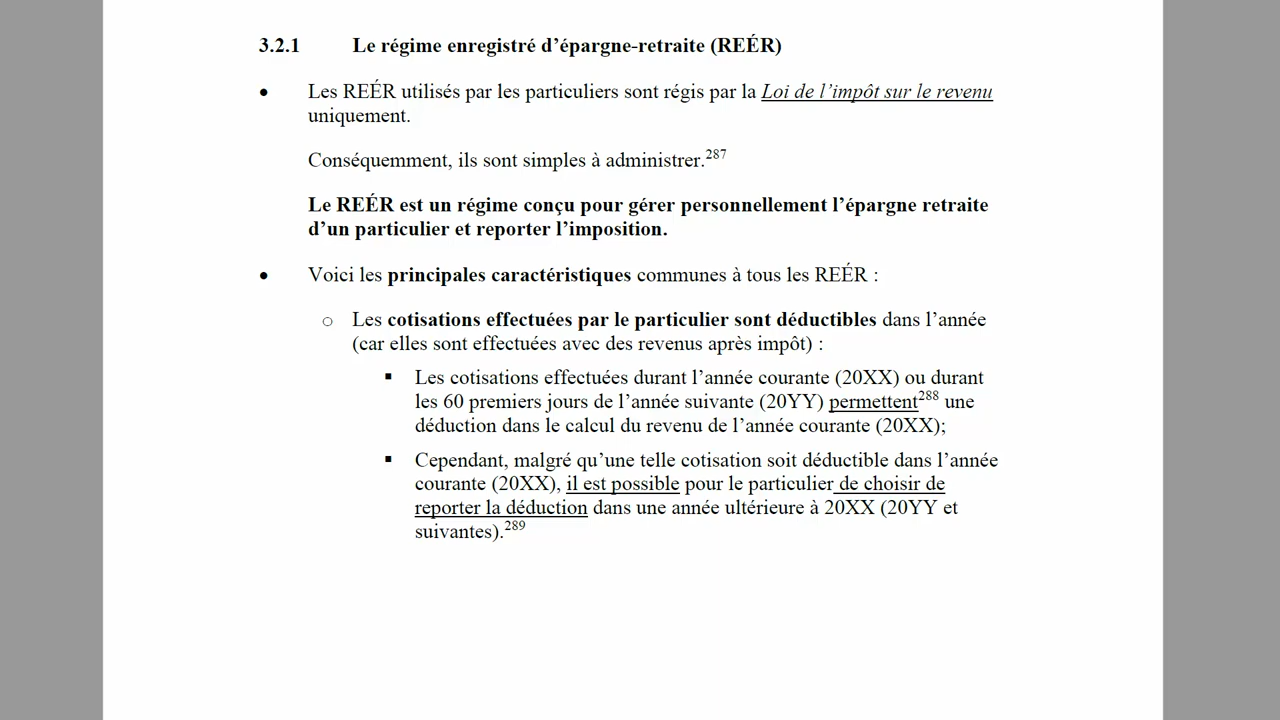 3.2.1 Le régime enregistré d’épargne-retraite (REÉR)
● Les REÉR utilisés par les particuliers sont régis par la Loi de l’impôt sur le revenu
uniquement.
Conséquemment, ils sont simples à administrer.287
Le REÉR est un régime conçu pour gérer personnellement l’épargne retraite
d’un particulier et reporter l’imposition.
● Voici les principales caractéristiques communes à tous les REÉR :
○ Les cotisations effectuées par le particulier sont déductibles dans l’année
(car elles sont effectuées avec des revenus après impôt) :
▪ Les cotisations effectuées durant l’année courante (20XX) ou durant
les 60 premiers jours de l’année suivante (20YY) permettent288 une
déduction dans le calcul du revenu de l’année courante (20XX);
▪ Cependant, malgré qu’une telle cotisation soit déductible dans l’année
courante (20XX), il est possible pour le particulier de choisir de
reporter la déduction dans une année ultérieure à 20XX (20YY et
suivantes).289